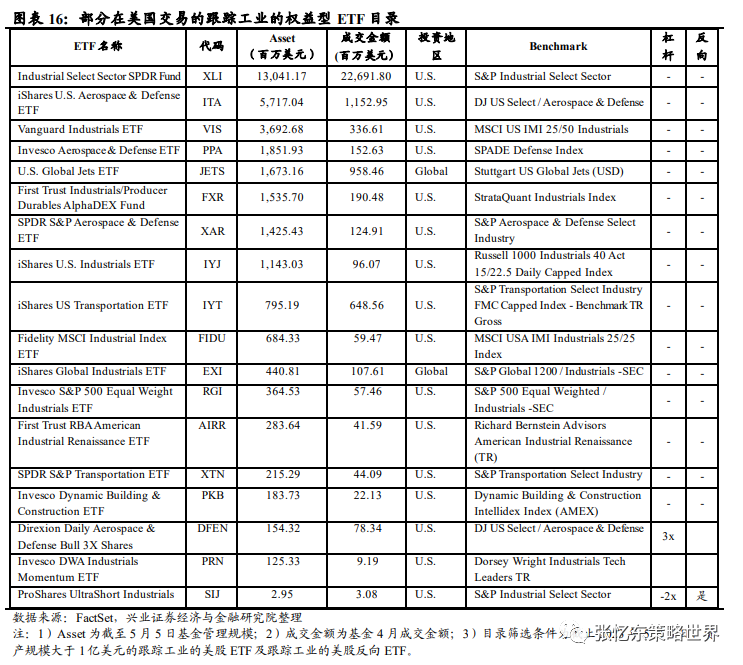 图表 16：部分在美国交易的跟踪工业的权益型 ETF 目录
ETF 名称 代码 Asset（百万美元） 成交金额（百万美元） 投资地区 Benchmark 杠杆 反向
Industrial Select Sector SPDR Fund XLI 13,041.17 22,691.80 U.S. S&P Industrial Select Sector - -
iShares U.S. Aerospace & Defense ETF ITA 5,717.04 1,152.95 U.S. DJ US Select / Aerospace & Defense - -
Vanguard Industrials ETF VIS 3,692.68 336.61 U.S. MSCI US IMI 25/50 Industrials - -
Invesco Aerospace & Defense ETF PPA 1,851.93 152.63 U.S. SPADE Defense Index - -
U.S. Global Jets ETF JETS 1,673.16 958.46 Global Stuttgart US Global Jets (USD) - -
First Trust Industrials/Producer Durables AlphaDEX Fund FXR 1,535.70 190.48 U.S. StrataQuant Industrials Index - -
SPDR S&P Aerospace & Defense ETF XAR 1,425.43 124.91 U.S. S&P Aerospace & Defense Select Industry - -
iShares U.S. Industrials ETF IYJ 1,143.03 96.07 U.S. Russell 1000 Industrials 40 Act 15/22.5 Daily Capped Index - -
iShares US Transportation ETF IYT 795.19 648.56 U.S. S&P Transportation Select Industry FMC Capped Index - Benchmark TR Gross - -
Fidelity MSCI Industrial Index ETF FIDU 684.33 59.47 U.S. MSCI USA IMI Industrials 25/25 Index - -
iShares Global Industrials ETF EXI 440.81 107.61 Global S&P Global 1200 / Industrials -SEC - -
Invesco S&P 500 Equal Weight Industrials ETF RGI 364.53 57.46 U.S. S&P 500 Equal Weighted / Industrials -SEC - -
First Trust RBA American Industrial Renaissance ETF AIRR 283.64 41.59 U.S. Richard Bernstein Advisors American Industrial Renaissance (TR) - -
SPDR S&P Transportation ETF XTN 215.29 44.09 U.S. S&P Transportation Select Industry - -
Invesco Dynamic Building & Construction ETF PKB 183.73 22.13 U.S. Dynamic Building & Construction Intellidex Index (AMEX) - -
Direxion Daily Aerospace & Defense Bull 3X Shares DFEN 154.32 78.34 U.S. DJ US Select / Aerospace & Defense 3x
Invesco DWA Industrials Momentum ETF PRN 125.33 9.19 U.S. Dorsey Wright Industrials Tech Leaders TR
ProShares UltraShort Industrials SIJ 2.95 3.08 U.S. S&P Industrial Select Sector -2x 是
数据来源：FactSet，兴业证券经济与金融研究院整理
注：1）Asset 为截至 5 月 5 日基金管理规模；2）成交金额为基金 4 月成交金额；3）目录筛选条件
产规模大于 1 亿美元的跟踪工业的美股 ETF 及跟踪工业的美股反向 ETF。
张忆东策略世界